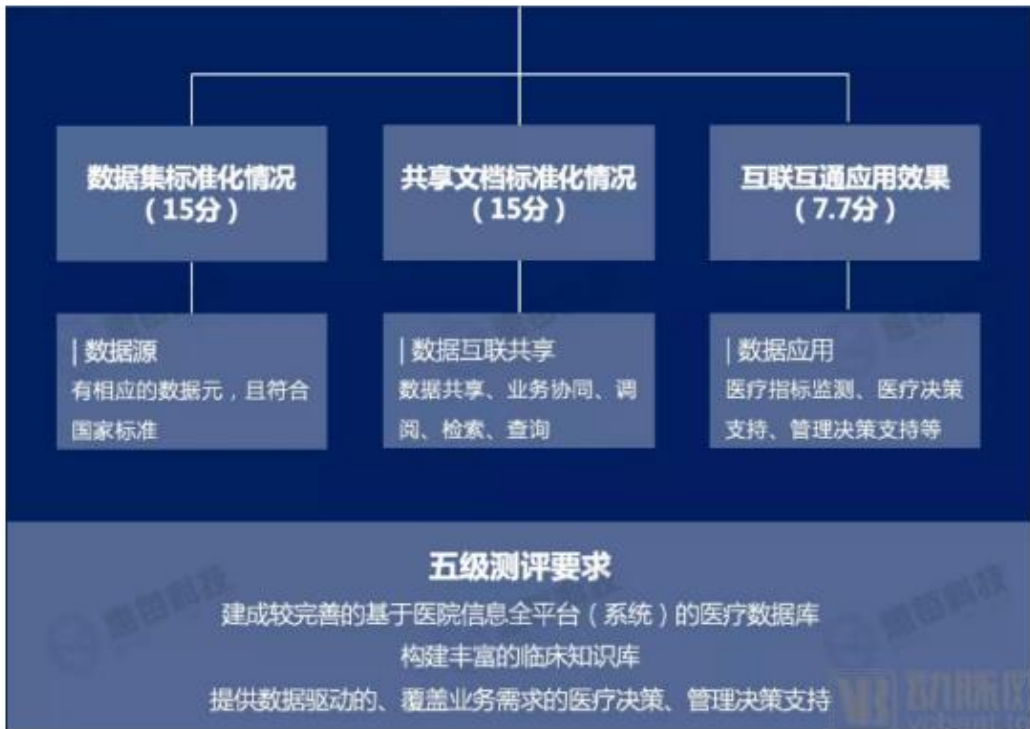 数据集标准化情况
（15分）
共享文档标准化情况
（15分）
互联互通应用效果
（7.7分）
| 数据源
有相应的数据元，且符合
国家标准
| 数据互联共享
数据共享、业务协同、调
阅、检索、查询
| 数据应用
医疗指标监测、医疗决策
支持、管理决策支持等
五级测评要求
建成较完善的基于医院信息全平台（系统）的医疗数据库
构建丰富的临床知识库
提供数据驱动的、覆盖业务需求的医疗决策、管理决策支持